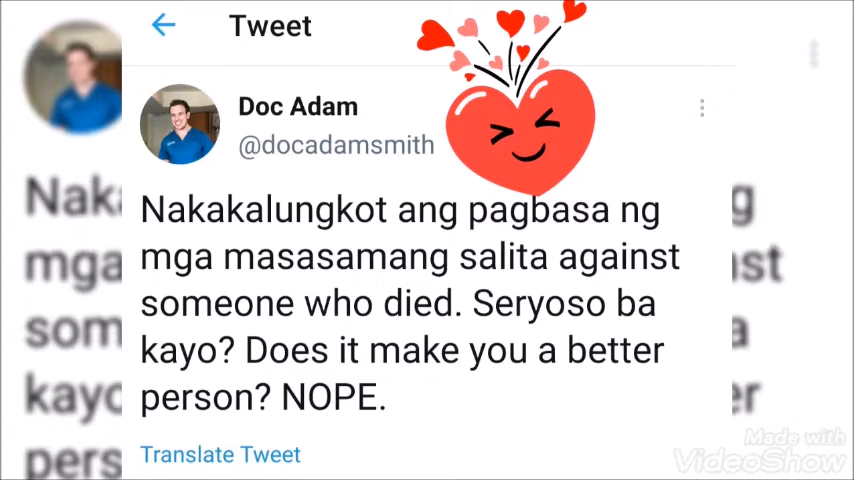 Tweet
Doc Adam
@docadamsmith
Nakakalungkot ang pagbasa ng
mga masasamang salita against
someone who died. Seryoso ba
kayo? Does it make you a better
person? NOPE.
Translate Tweet
Made with
VideoShow